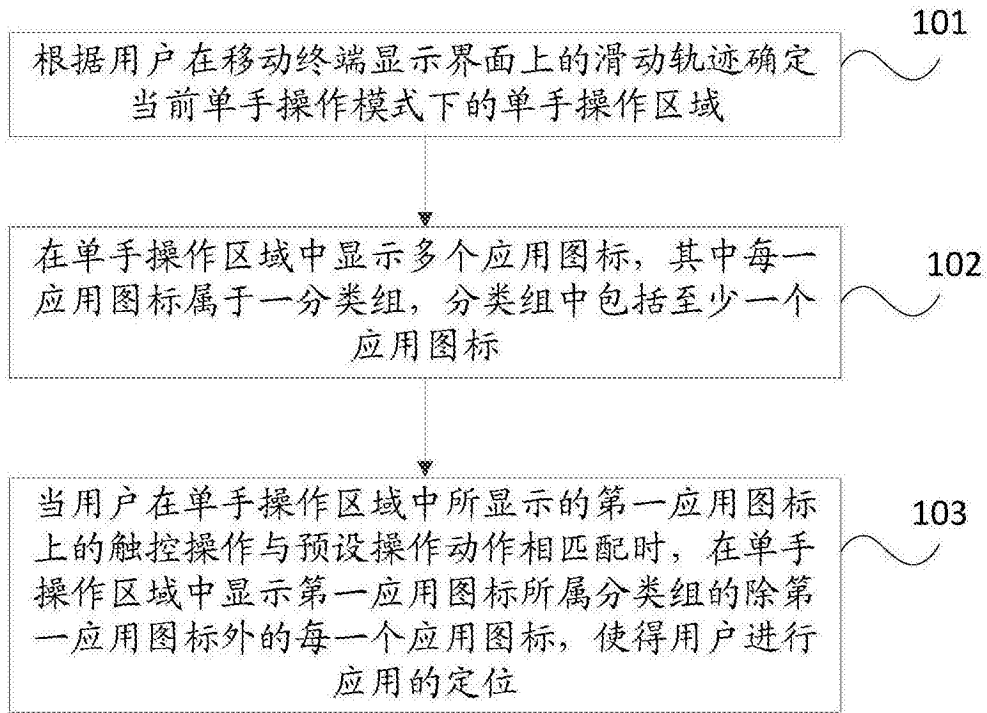 101
根据用户在移动终端显示界面上的滑动轨迹确定
当前单手操作模式下的单手操作区域
在单手操作区域中显示多个应用图标，其中每一
102
应用图标属于一分类组，分类组中包括至少一个
应用图标
当用户在单手操作区域中所显示的第一应用图标
103
上的触控操作与预设操作动作相匹配时，在单手
操作区域中显示第一应用图标所属分类组的除第
一应用图标外的每一个应用图标，使得用户进行
应用的定位